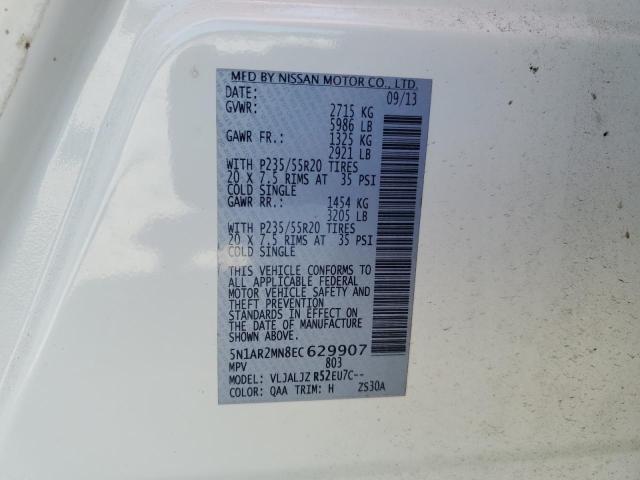 MFD BY NISSAN MOTOR CO., LTD.
DATE: 09/13
GVWR: 2715 KG
5986 LB
GAWR FR.: 1325 KG
2921 LB
WITH P235/55R20 TIRES
20 X 7.5 RIMS AT 35 PSI
COLD SINGLE
GAWR RR.: 1454 KG
3205 LB
WITH P235/55R20 TIRES
20 X 7.5 RIMS AT 35 PSI
COLD SINGLE
THIS VEHICLE CONFORMS TO
ALL APPLICABLE FEDERAL
MOTOR VEHICLE SAFETY AND
THEFT PREVENTION
STANDARDS IN EFFECT ON
THE DATE OF MANUFACTURE
SHOWN ABOVE.
5N1AR2MN8EC629907
MPV 803
MODEL: VLJALJZ R52EU7C--
COLOR: QAA TRIM: H ZS30A